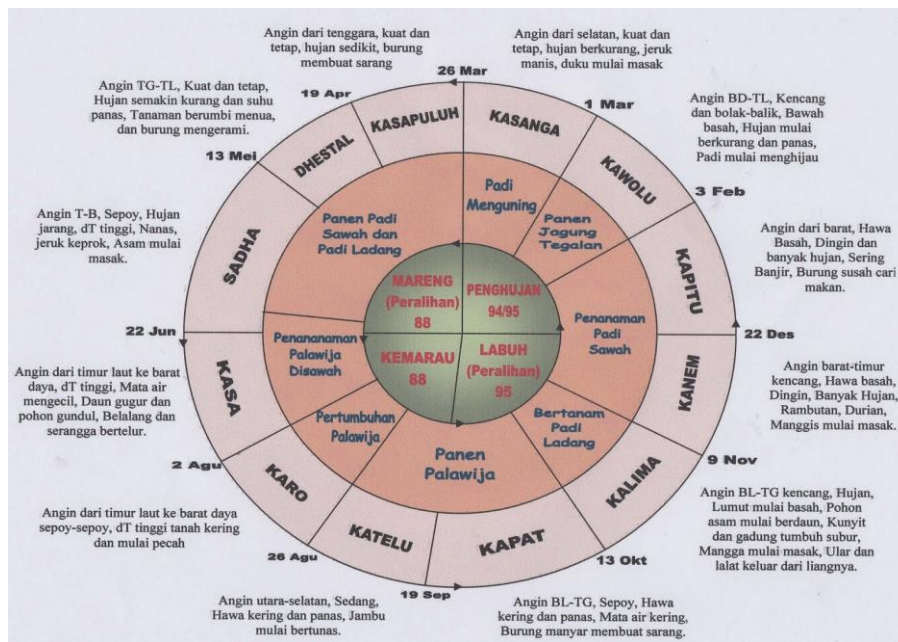 Angin dari tenggara, kuat dan
tetap, hujan sedikit, burung
membuat sarang
Angin dari selatan, kuat dan
tetap, hujan berkurang, jeruk
manis, duku mulai masak
26 Mar
Angin TG-TL, Kuat dan tetap,
Hujan semakin kurang dan suhu
panas, Tanaman berumbi menua,
dan burung mengerami.
19 Apr
1 Mar
Angin BD-TL, Kencang
dan bolak-balik, Bawah
basah, Hujan mulai
berkurang dan panas,
Padi mulai menghijau
13 Mei
3 Feb
KASAPULUH
KASANGA
DHESTAL
KAWOLU
Angin T-B, Sepoy, Hujan
jarang, dT tinggi, Nanas,
jeruk keprok, Asam mulai
masak.
SADHA
KAPITU
Angin dari barat, Hawa
Basah, Dingin dan
banyak hujan, Sering
Banjir, Burung susah cari
makan.
Panen Padi
Sawah dan
Padi Ladang
Padi
Menguning
Panen
Jagung
Tegalan
MARENG
(Peralihan)
88
PENGHUJAN
94/95
22 Jun
22 Des
Penananaman
Palawija
Disawah
KEMARAU
88
LABUH
(Peralihan)
95
Penanaman
Padi
Sawah
Angin dari timur laut ke barat
daya, dT tinggi, Mata air
mengecil, Daun gugur dan
pohon gundul, Belalang dan
serangga bertelur.
KASA
KANEM
Angin barat-timur
kencang, Hawa basah,
Dingin, Banyak Hujan,
Rambutan, Durian,
Manggis mulai masak.
Pertumbuhan
Palawija
Panen
Palawija
Bertanam
Padi
Ladang
2 Agu
9 Nov
KARO
KATELU
KAPAT
KALIMA
Angin dari timur laut ke barat daya
sepoy-sepoy, dT tinggi tanah kering
dan mulai pecah
Angin BL-TG kencang, Hujan,
Lumut mulai basah, Pohon
asam mulai berdaun, Kunyit
dan gadung tumbuh subur,
Mangga mulai masak, Ular dan
lalat keluar dari liangnya.
26 Agu
13 Okt
19 Sep
Angin utara-selatan, Sedang,
Hawa kering dan panas, Jambu
mulai bertunas.
Angin BL-TG, Sepoy, Hawa
kering dan panas, Mata air kering,
Burung manyar membuat sarang.